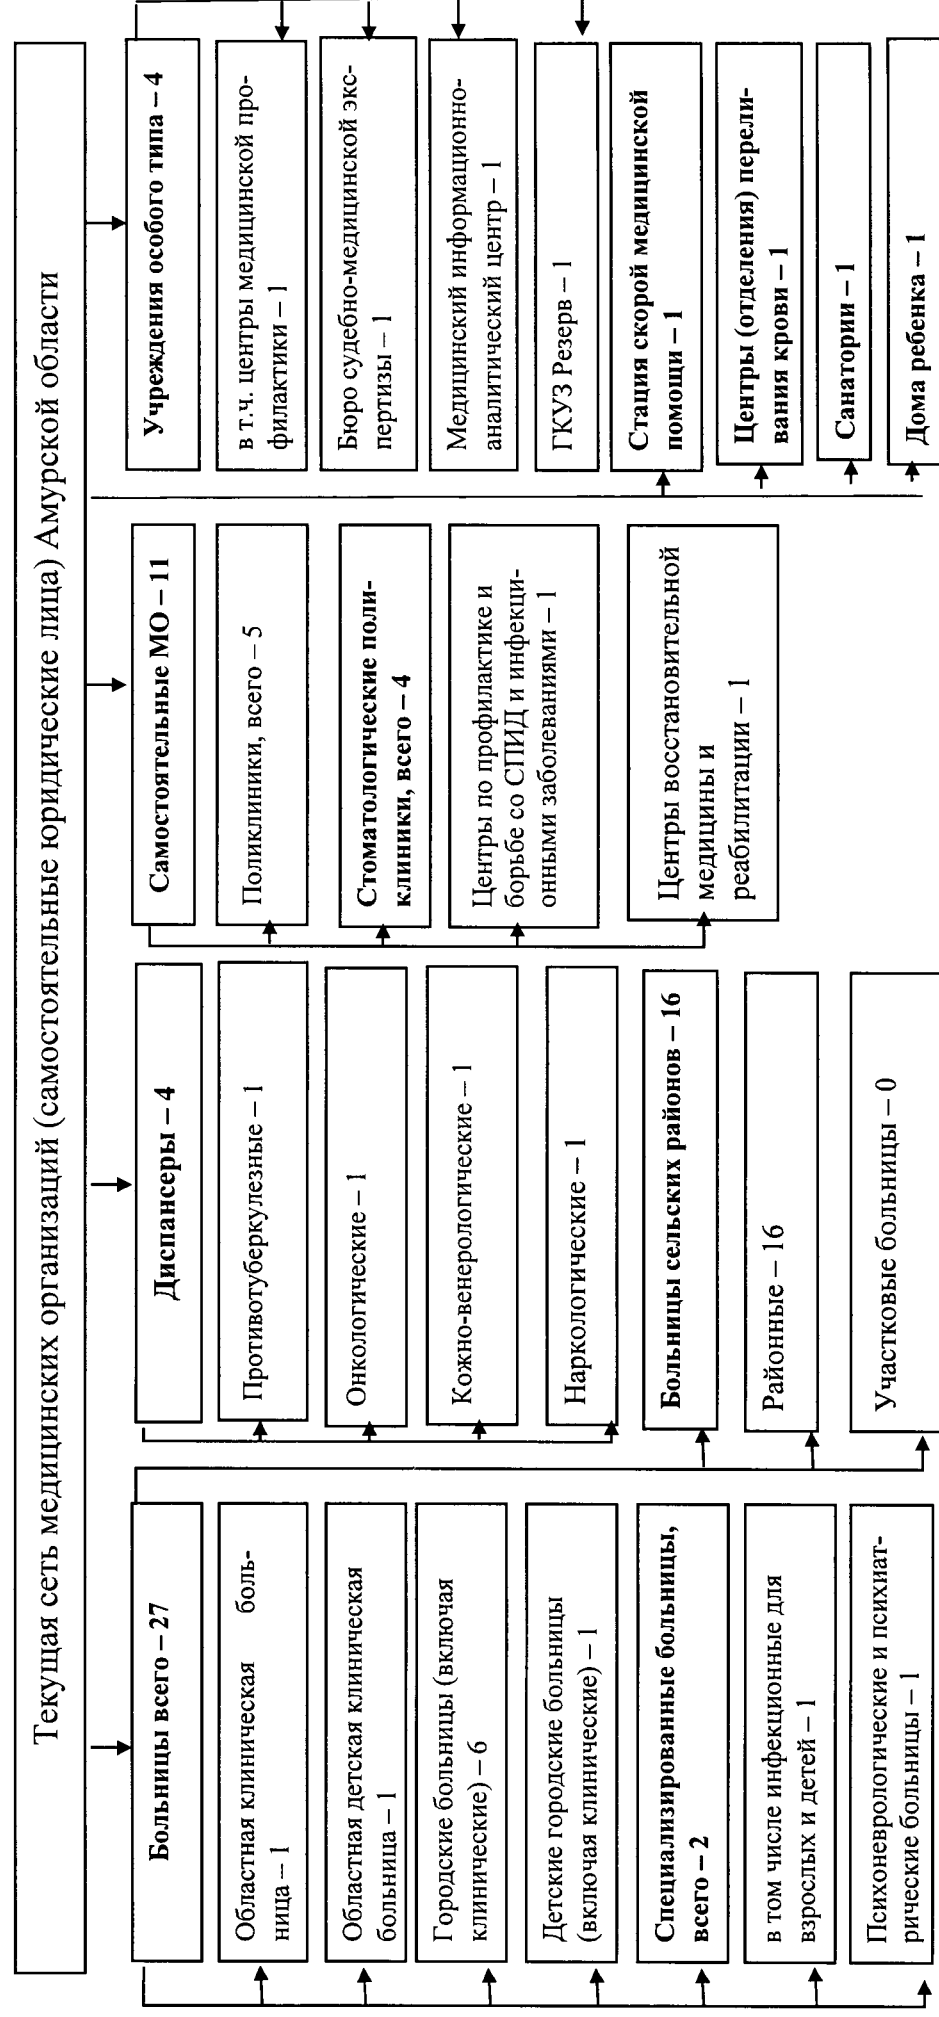 Текущая сеть медицинских организаций (самостоятельные юридические лица) Амурской области
Больницы всего – 27
Областная клиническая боль-
ница – 1
Областная детская клиническая
больница – 1
Городские больницы (включая
клинические) – 6
Детские городские больницы
(включая клинические) – 1
Специализированные больницы,
всего – 2
в том числе инфекционные для
взрослых и детей – 1
Психоневрологические и психиат-
рические больницы – 1
Диспансеры – 4
Противотуберкулезные – 1
Онкологические – 1
Кожно-венерологические – 1
Наркологические – 1
Больницы сельских районов – 16
Районные – 16
Участковые больницы – 0
Самостоятельные МО – 11
Поликлиники, всего – 5
Стоматологические поли-
клиники, всего – 4
Центры по профилактике и
борьбе со СПИД и инфекци-
онными заболеваниями – 1
Центры восстановительной
медицины и
реабилитации – 1
Учреждения особого типа – 4
в т.ч. центры медицинской про-
филактики – 1
Бюро судебно-медицинской экс-
пертизы – 1
Медицинский информационно-
аналитический центр – 1
ГКУЗ Резерв – 1
Стация скорой медицинской
помощи – 1
Центры (отделения) перели-
вания крови – 1
Санатории – 1
Дома ребенка – 1